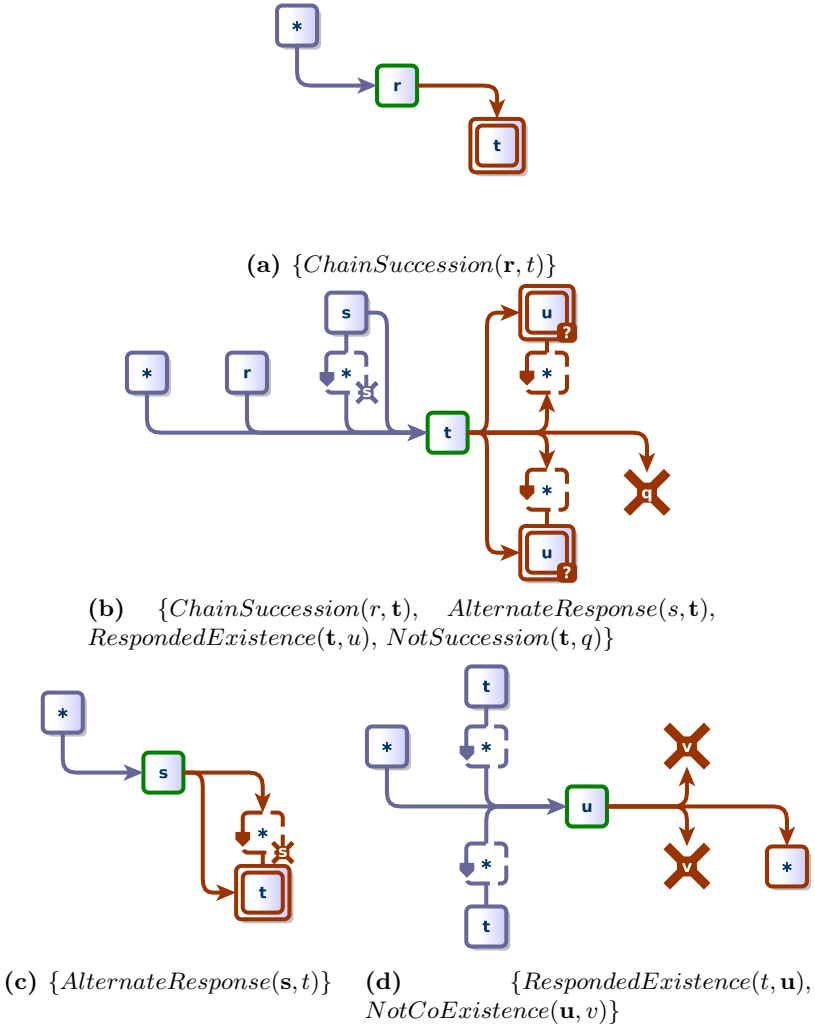 *
r
t
(a) {ChainSuccession(r, t)}
s
u
?
*
r
*
s
*
t
*
q
u
?
(b) {ChainSuccession(r, t), AlternateResponse(s, t),
RespondedExistence(t, u), NotSuccession(t, q)}
t
*
*
*
v
s
u
*
s
*
v
*
t
t
(c) {AlternateResponse(s, t)}
(d) {RespondedExistence(t, u),
NotCoExistence(u, v)}